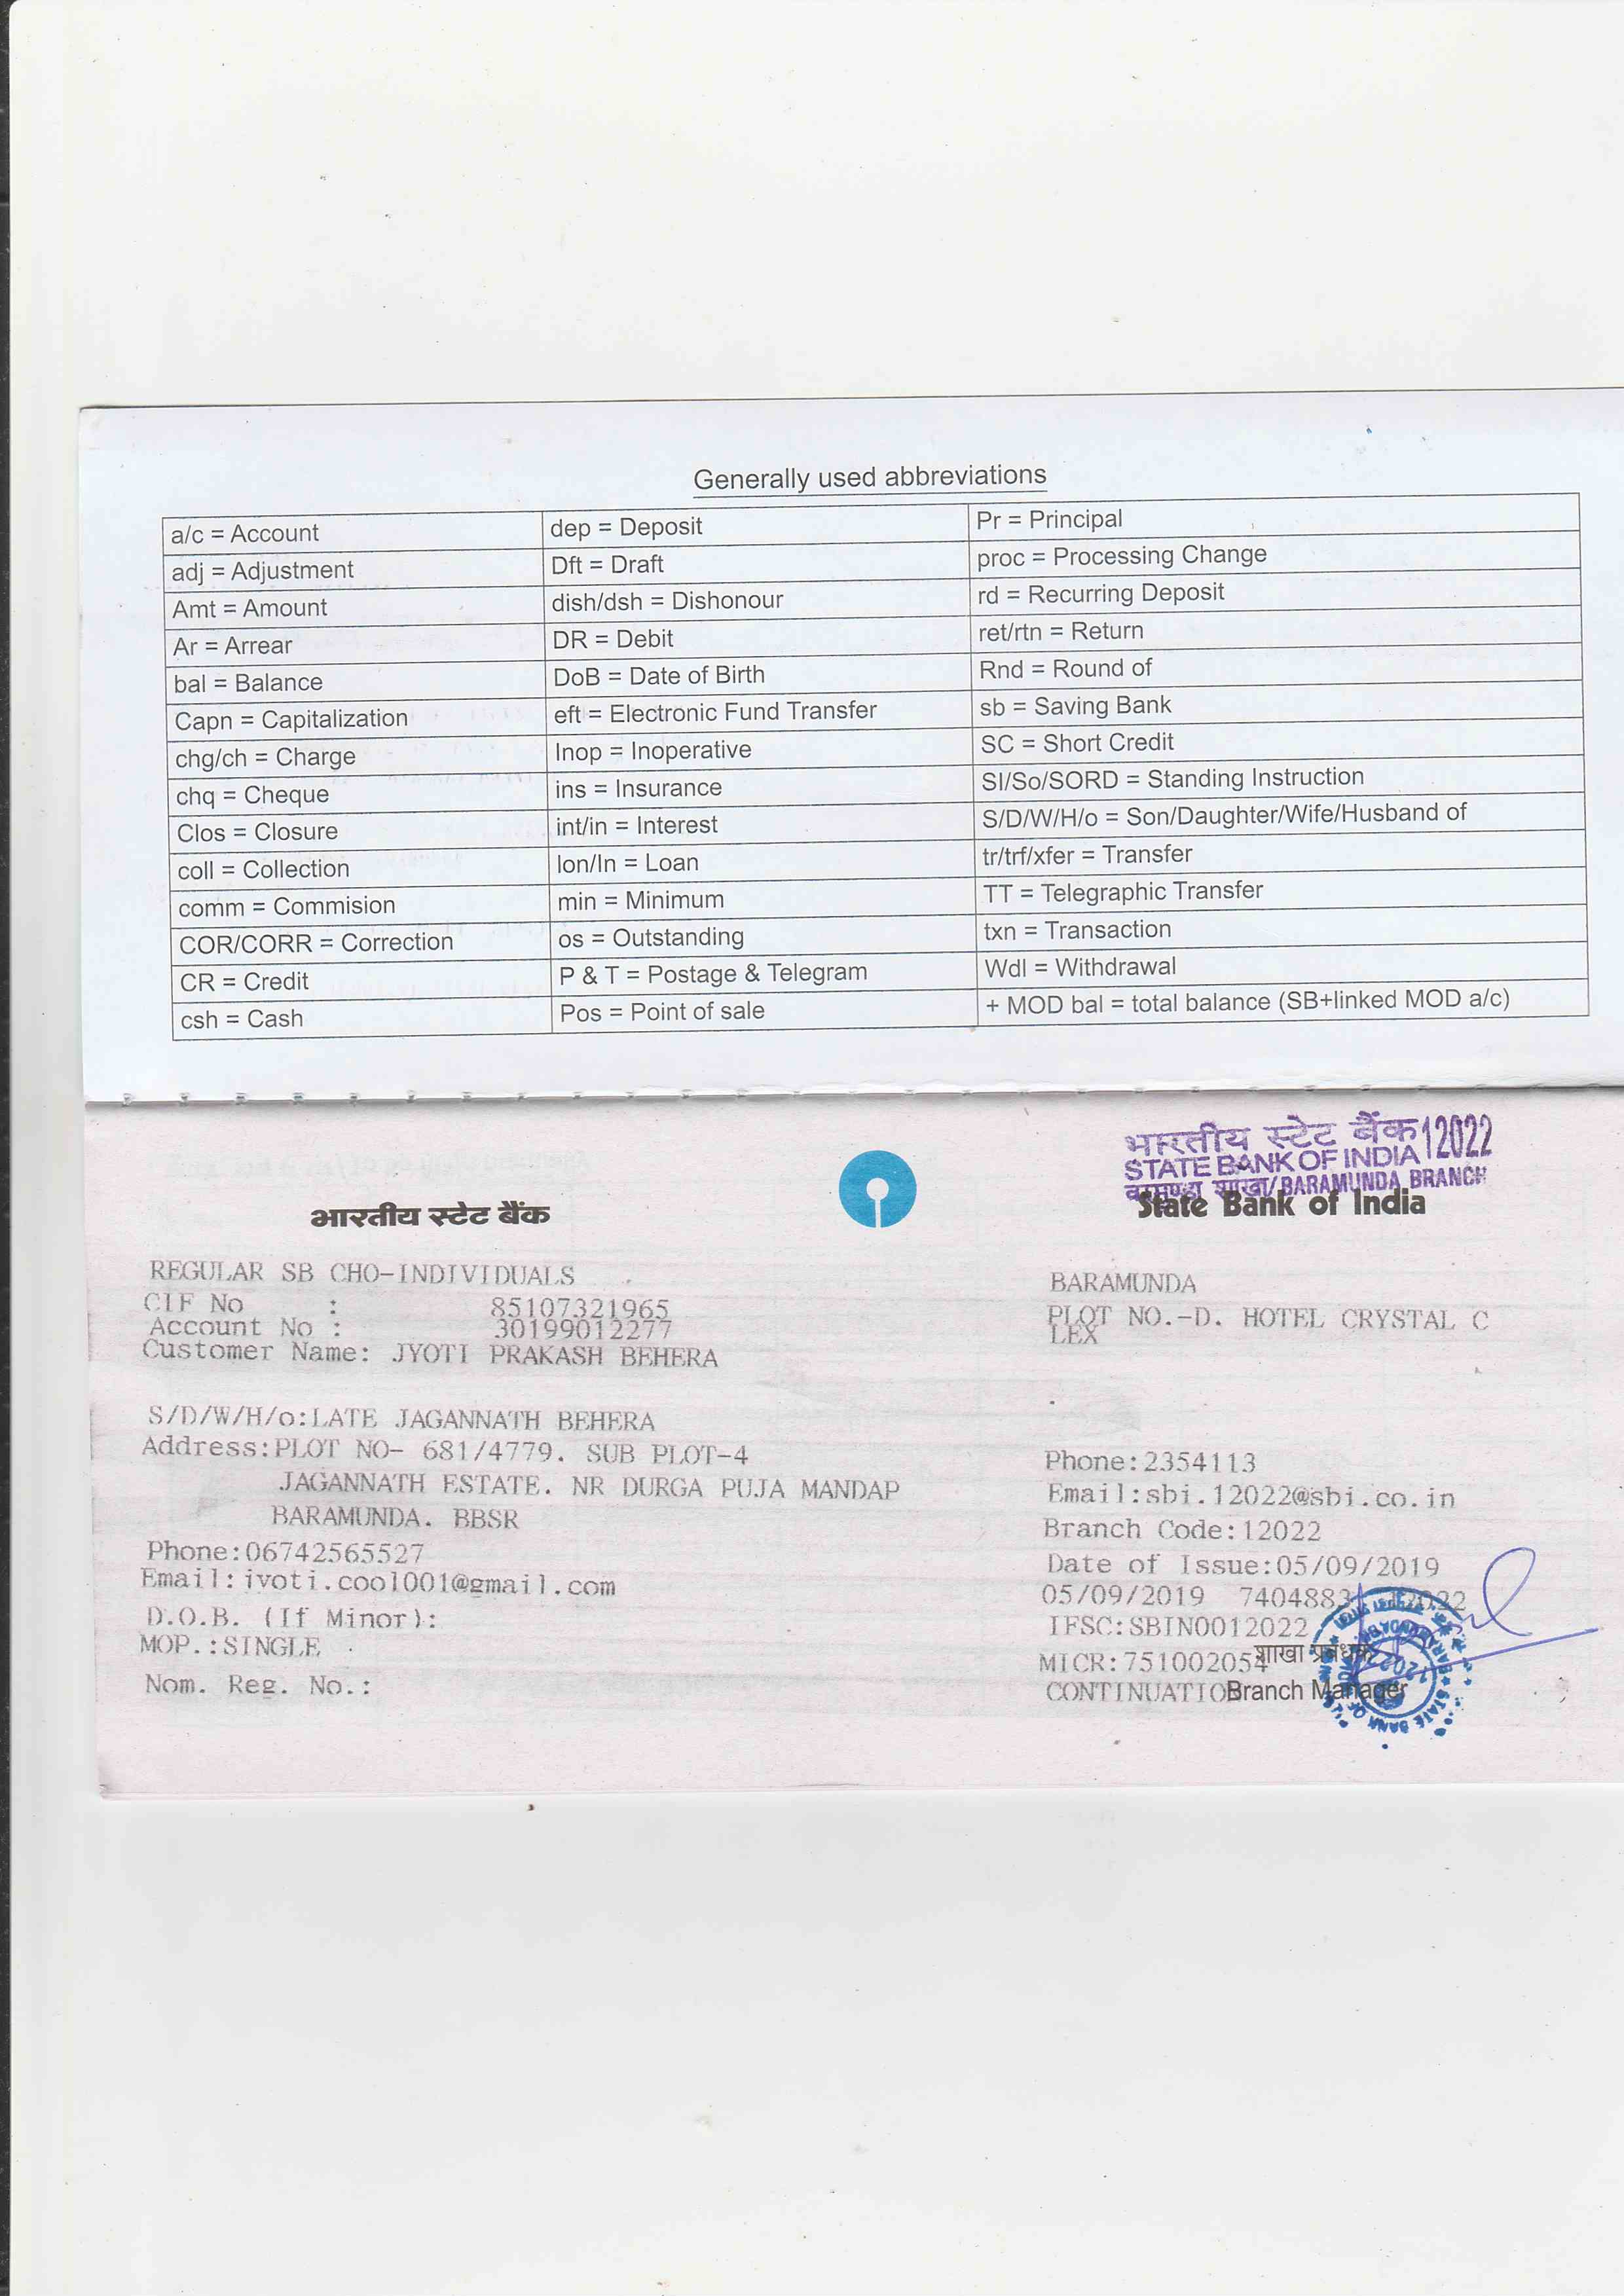 Generally used abbreviations
a/c = Account | dep = Deposit | Pr = Principal
adj = Adjustment | Dft = Draft | proc = Processing Change
Amt = Amount | dish/dsh = Dishonour | rd = Recurring Deposit
Ar = Arrear | DR = Debit | ret/rtn = Return
bal = Balance | DoB = Date of Birth | Rnd = Round of
Capn = Capitalization | eft = Electronic Fund Transfer | sb = Saving Bank
chg/ch = Charge | Inop = Inoperative | SC = Short Credit
chq = Cheque | ins = Insurance | SI/So/SORD = Standing Instruction
Clos = Closure | int/in = Interest | S/D/W/H/o = Son/Daughter/Wife/Husband of
coll = Collection | lon/ln = Loan | tr/trf/xfer = Transfer
comm = Commision | min = Minimum | TT = Telegraphic Transfer
COR/CORR = Correction | os = Outstanding | txn = Transaction
CR = Credit | P & T = Postage & Telegram | Wdl = Withdrawal
csh = Cash | Pos = Point of sale | + MOD bal = total balance (SB+linked MOD a/c)
भारतीय स्टेट बैंक 12022
STATE BANK OF INDIA
शाखा/BARAMUNDA BRANCH
भारतीय स्टेट बैंक
State Bank of India
REGULAR SB CHO-INDIVIDUALS
CIF No : 85107321965
Account No : 30199012277
Customer Name: JYOTI PRAKASH BEHERA
S/D/W/H/o:LATE JAGANNATH BEHERA
Address:PLOT NO- 681/4779. SUB PLOT-4
JAGANNATH ESTATE. NR DURGA PUJA MANDAP
BARAMUNDA. BBSR
Phone:06742565527
Email:jyoti.cool001@gmail.com
D.O.B. (If Minor):
MOP.:SINGLE
Nom. Reg. No.:
BARAMUNDA
PLOT NO.-D. HOTEL CRYSTAL C
LEX
Phone:2354113
Email:sbi.12022@sbi.co.in
Branch Code:12022
Date of Issue:05/09/2019
05/09/2019 7404883
IFSC:SBIN0012022
MICR:751002054
शाखा प्रबंधक
CONTINUATIO
Branch Manager